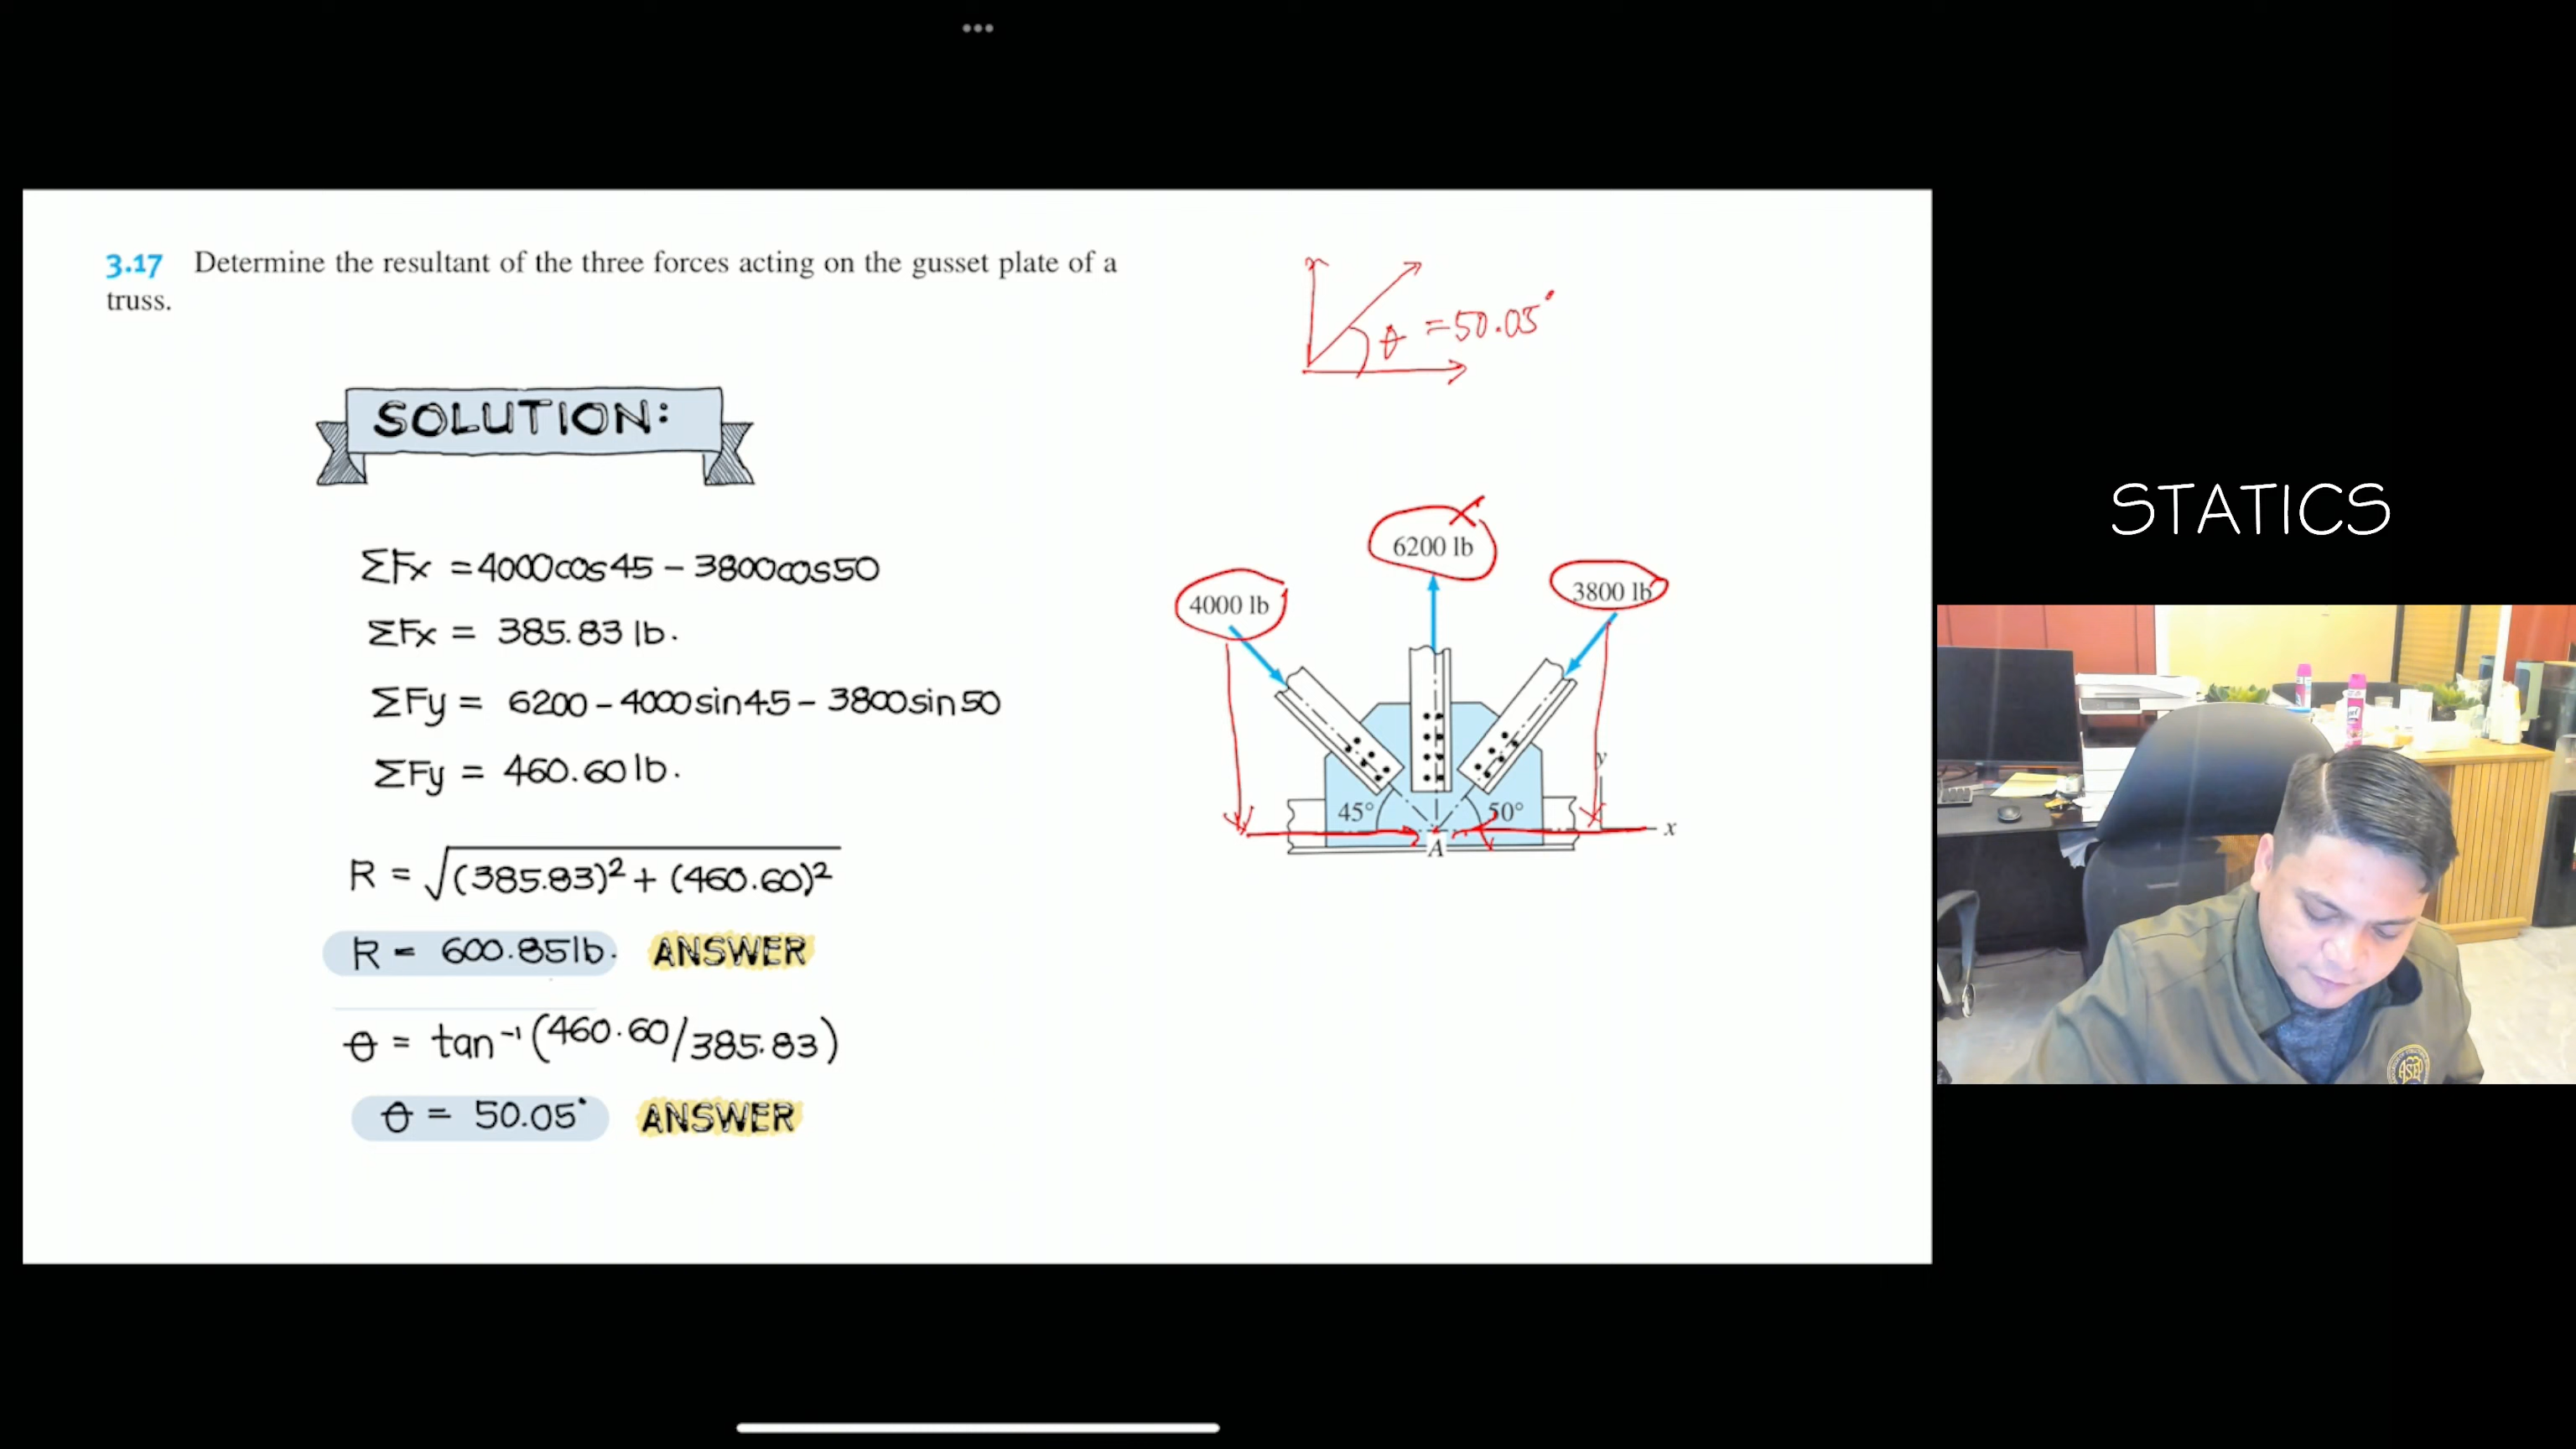 3.17 Determine the resultant of the three forces acting on the gusset plate of a
truss.
SOLUTION:
ΣFx = 4000cos45 - 3800cos50
ΣFx = 385.83 lb.
ΣFy = 6200 - 4000sin45 - 3800sin50
ΣFy = 460.60 lb.
R = √(385.83)² + (460.60)²
R = 600.85lb. ANSWER
θ = tan⁻¹(460.60/385.83)
θ = 50.05° ANSWER
θ = 50.05°
6200 lb
4000 lb
3800 lb
y
45°
50°
x
A
STATICS